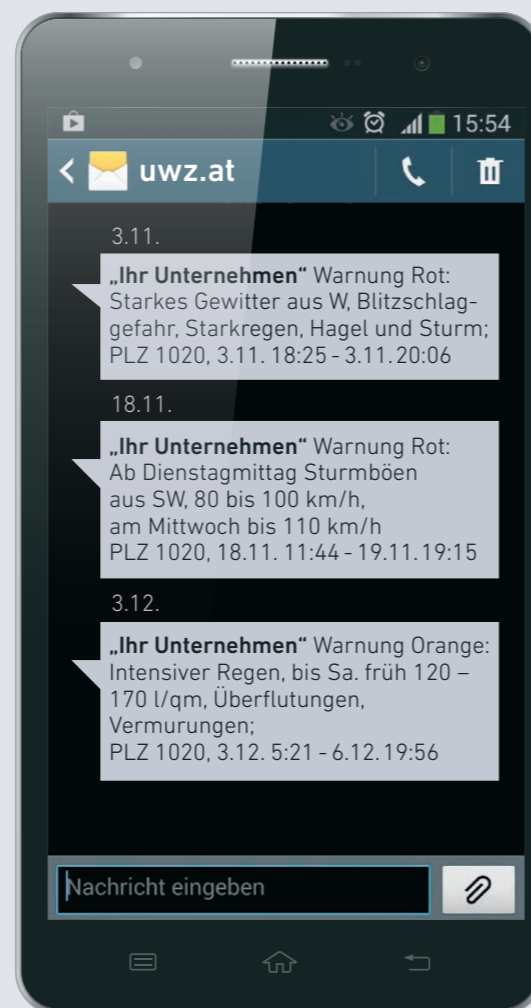 15:54
uwz.at
3.11.
„Ihr Unternehmen“ Warnung Rot:
Starkes Gewitter aus W, Blitzschlag-
gefahr, Starkregen, Hagel und Sturm;
PLZ 1020, 3.11. 18:25 - 3.11. 20:06
18.11.
„Ihr Unternehmen“ Warnung Rot:
Ab Dienstagmittag Sturmböen
aus SW, 80 bis 100 km/h,
am Mittwoch bis 110 km/h
PLZ 1020, 18.11. 11:44 - 19.11. 19:15
3.12.
„Ihr Unternehmen“ Warnung Orange:
Intensiver Regen, bis Sa. früh 120 –
170 l/qm, Überflutungen,
Vermurungen;
PLZ 1020, 3.12. 5:21 - 6.12. 19:56
Nachricht eingeben